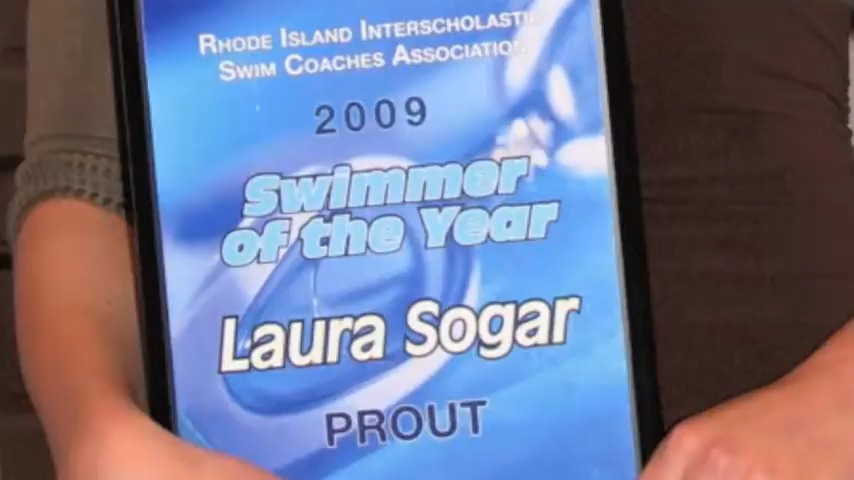 RHODE ISLAND INTERSCHOLASTIC
SWIM COACHES ASSOCIATION
2009
Swimmer
of the Year
Laura Sogar
PROUT